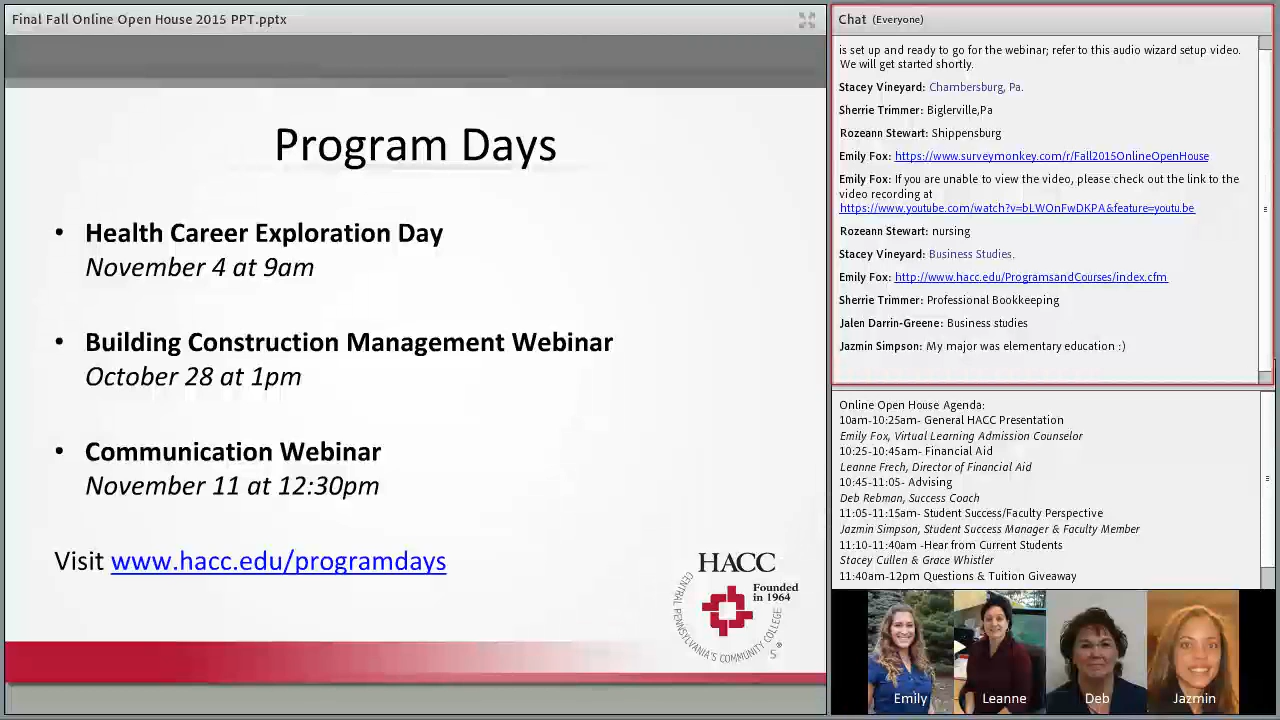 Final Fall Online Open House 2015 PPT.pptx
Program Days
• Health Career Exploration Day
November 4 at 9am
• Building Construction Management Webinar
October 28 at 1pm
• Communication Webinar
November 11 at 12:30pm
Visit www.hacc.edu/programdays
HACC
Founded
in 1964
CENTRAL PENNSYLVANIA'S COMMUNITY COLLEGE
®
S
Chat (Everyone)
is set up and ready to go for the webinar; refer to this audio wizard setup video.
We will get started shortly.
Stacey Vineyard: Chambersburg, Pa.
Sherrie Trimmer: Biglerville,Pa
Rozeann Stewart: Shippensburg
Emily Fox: https://www.surveymonkey.com/r/Fall2015OnlineOpenHouse
Emily Fox: If you are unable to view the video, please check out the link to the
video recording at
https://www.youtube.com/watch?v=bLWOnFwDKPA&feature=youtu.be
Rozeann Stewart: nursing
Stacey Vineyard: Business Studies.
Emily Fox: http://www.hacc.edu/ProgramsandCourses/index.cfm
Sherrie Trimmer: Professional Bookkeeping
Jalen Darrin-Greene: Business studies
Jazmin Simpson: My major was elementary education :)
Online Open House Agenda:
10am-10:25am- General HACC Presentation
Emily Fox, Virtual Learning Admission Counselor
10:25-10:45am- Financial Aid
Leanne Frech, Director of Financial Aid
10:45-11:05- Advising
Deb Rebman, Success Coach
11:05-11:15am- Student Success/Faculty Perspective
Jazmin Simpson, Student Success Manager & Faculty Member
11:10-11:40am -Hear from Current Students
Stacey Cullen & Grace Whistler
11:40am-12pm Questions & Tuition Giveaway
Emily
Leanne
Deb
Jazmin